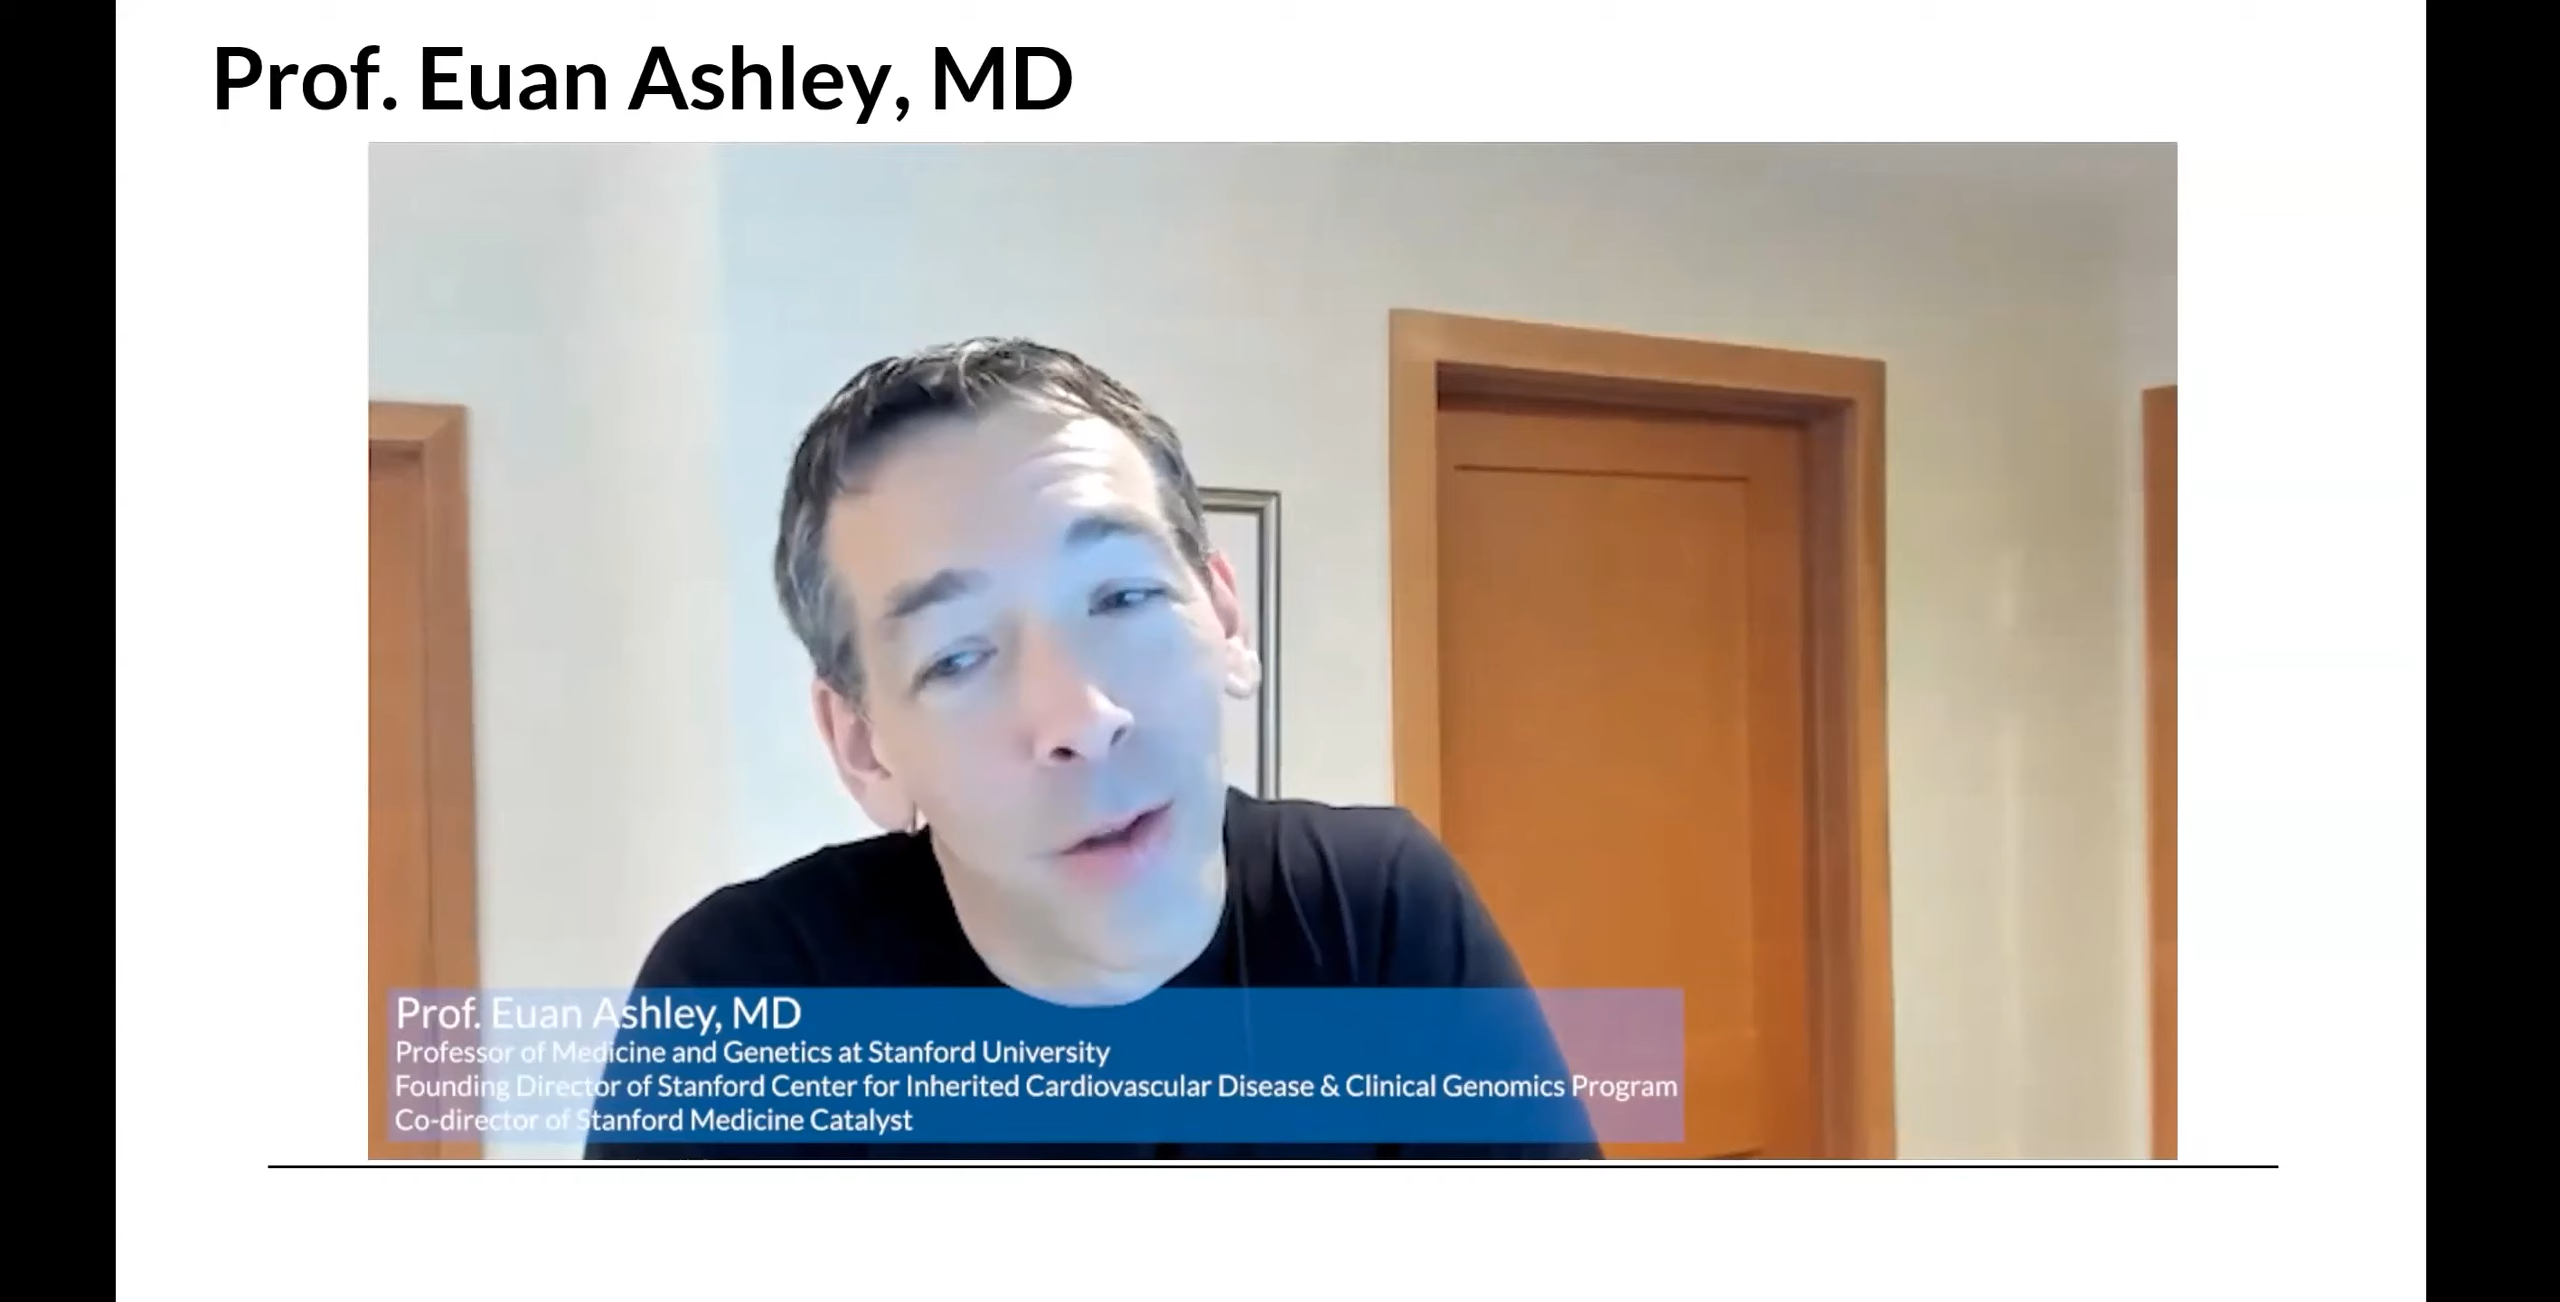 Prof. Euan Ashley, MD
Prof. Euan Ashley, MD
Professor of Medicine and Genetics at Stanford University
Founding Director of Stanford Center for Inherited Cardiovascular Disease & Clinical Genomics Program
Co-director of Stanford Medicine Catalyst